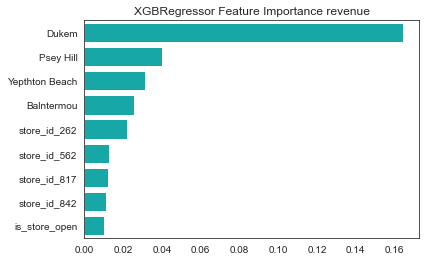 XGBRegressor Feature Importance revenue
Dukem
Psey Hill
Yepthton Beach
Balntermou
store_id_262
store_id_562
store_id_817
store_id_842
is_store_open
0.00 0.02 0.04 0.06 0.08 0.10 0.12 0.14 0.16